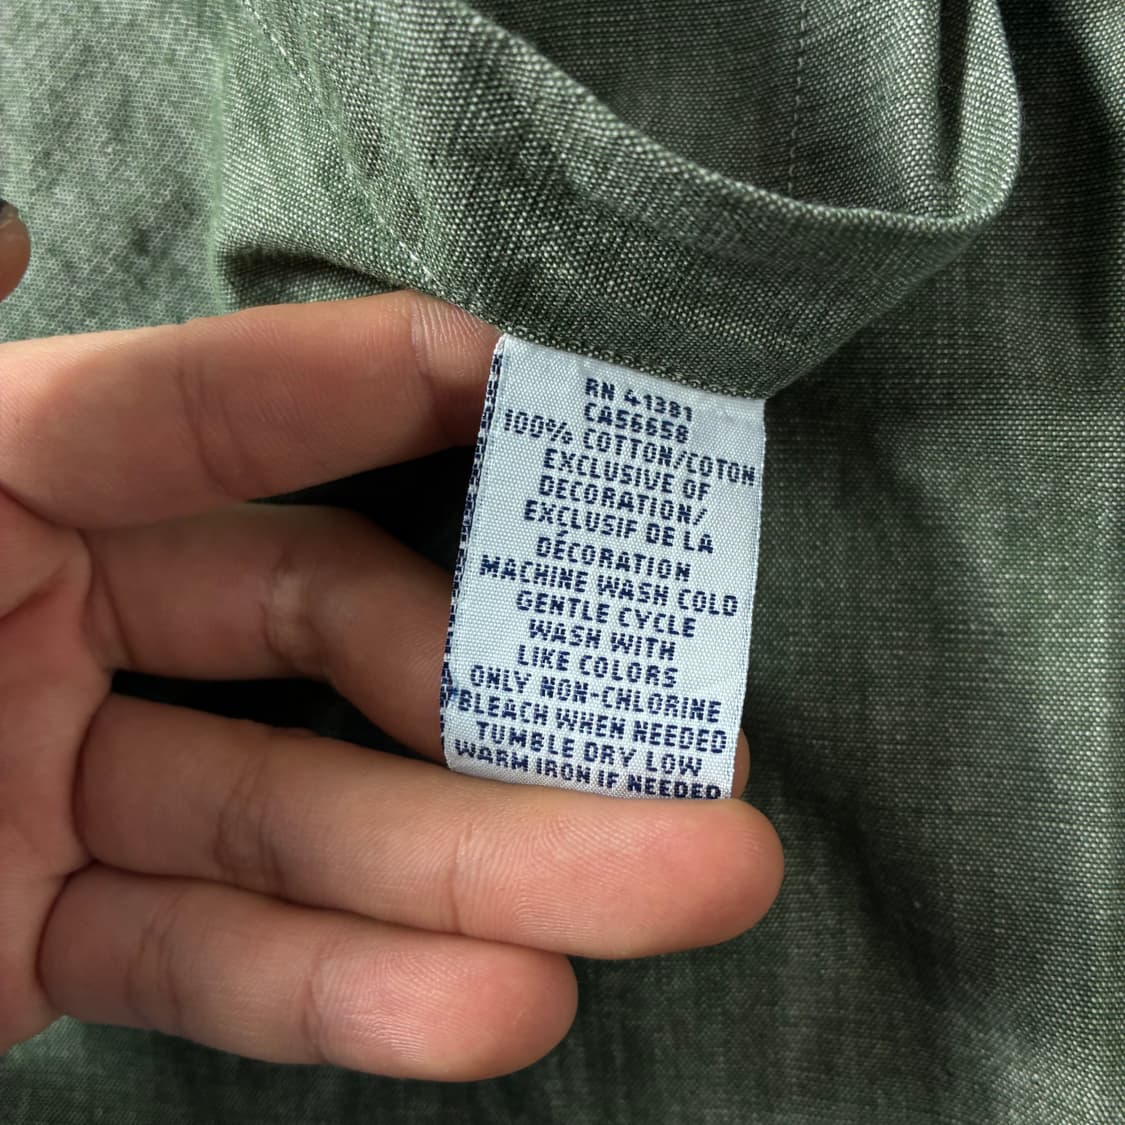 RN 41381
CA56658
100% COTTON/COTON
EXCLUSIVE OF
DECORATION/
EXCLUSIF DE LA
DÉCORATION
MACHINE WASH COLD
GENTLE CYCLE
WASH WITH
LIKE COLORS
ONLY NON-CHLORINE
BLEACH WHEN NEEDED
TUMBLE DRY LOW
WARM IRON IF NEEDED